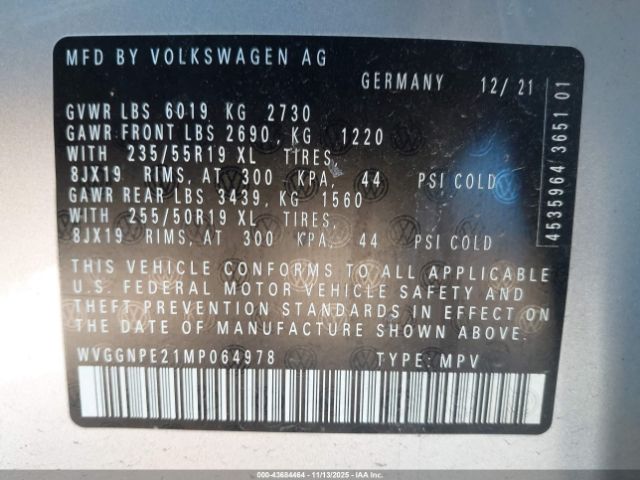 MFD BY VOLKSWAGEN AG
GERMANY 12/ 21
GVWR LBS 6019 KG 2730
GAWR FRONT LBS 2690, KG 1220
WITH 235/55R19 XL TIRES,
8JX19 RIMS, AT 300 KPA, 44 PSI COLD
GAWR REAR LBS 3439, KG 1560
WITH 255/50R19 XL TIRES,
8JX19 RIMS, AT 300 KPA, 44 PSI COLD
THIS VEHICLE CONFORMS TO ALL APPLICABLE
U.S. FEDERAL MOTOR VEHICLE SAFETY AND
THEFT PREVENTION STANDARDS IN EFFECT ON
THE DATE OF MANUFACTURE SHOWN ABOVE.
WVGGNPE21MP064978 TYPE: MPV
4535964 3651 01
000-43684464 - 11/13/2025 - IAAI.COM